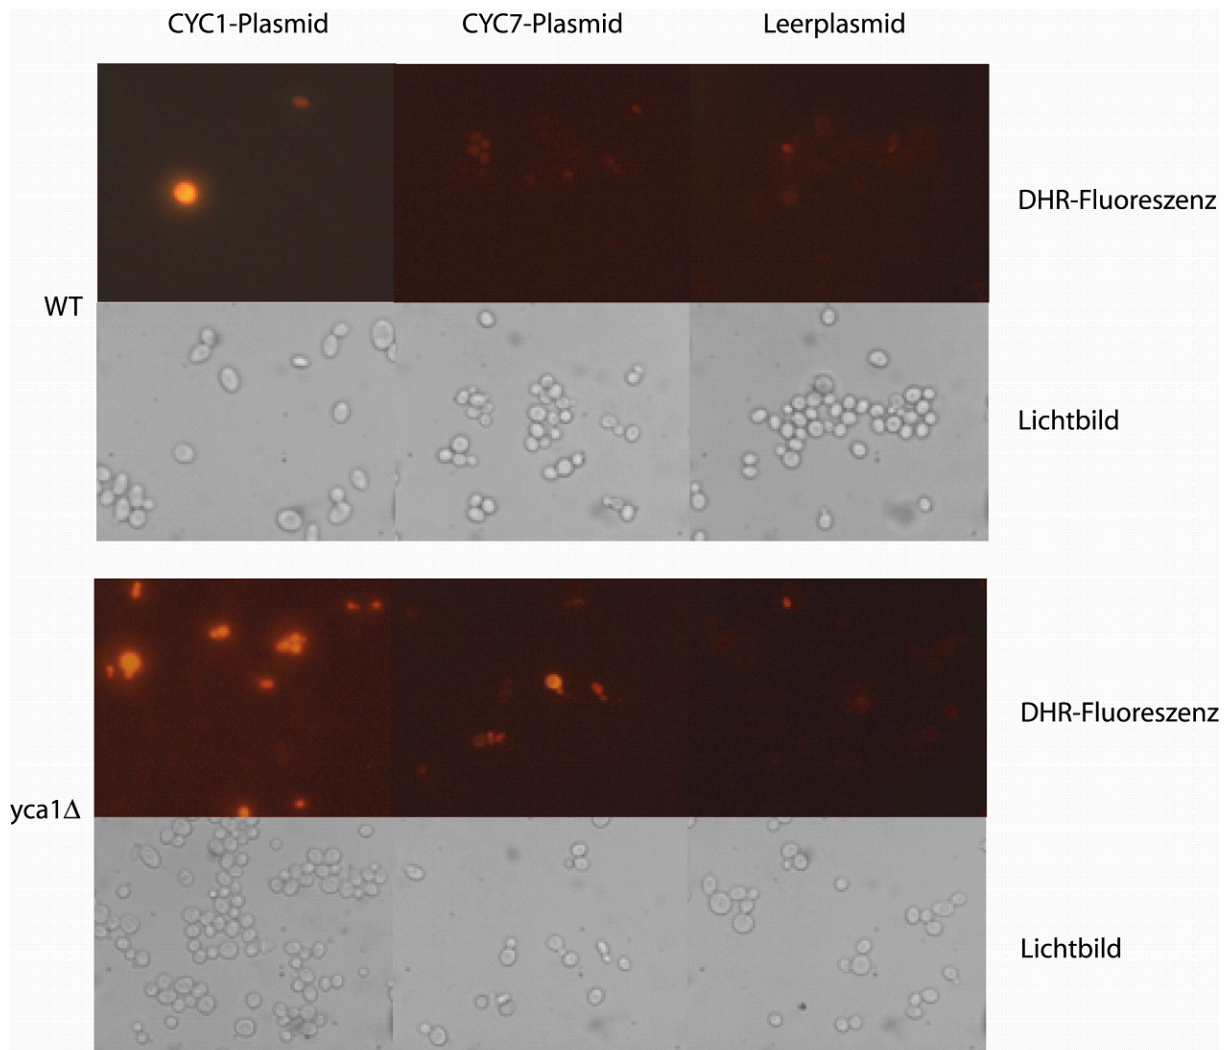 CYC1-Plasmid CYC7-Plasmid Leerplasmid
DHR-Fluoreszenz
WT
Lichtbild
DHR-Fluoreszenz
yca1Δ
Lichtbild